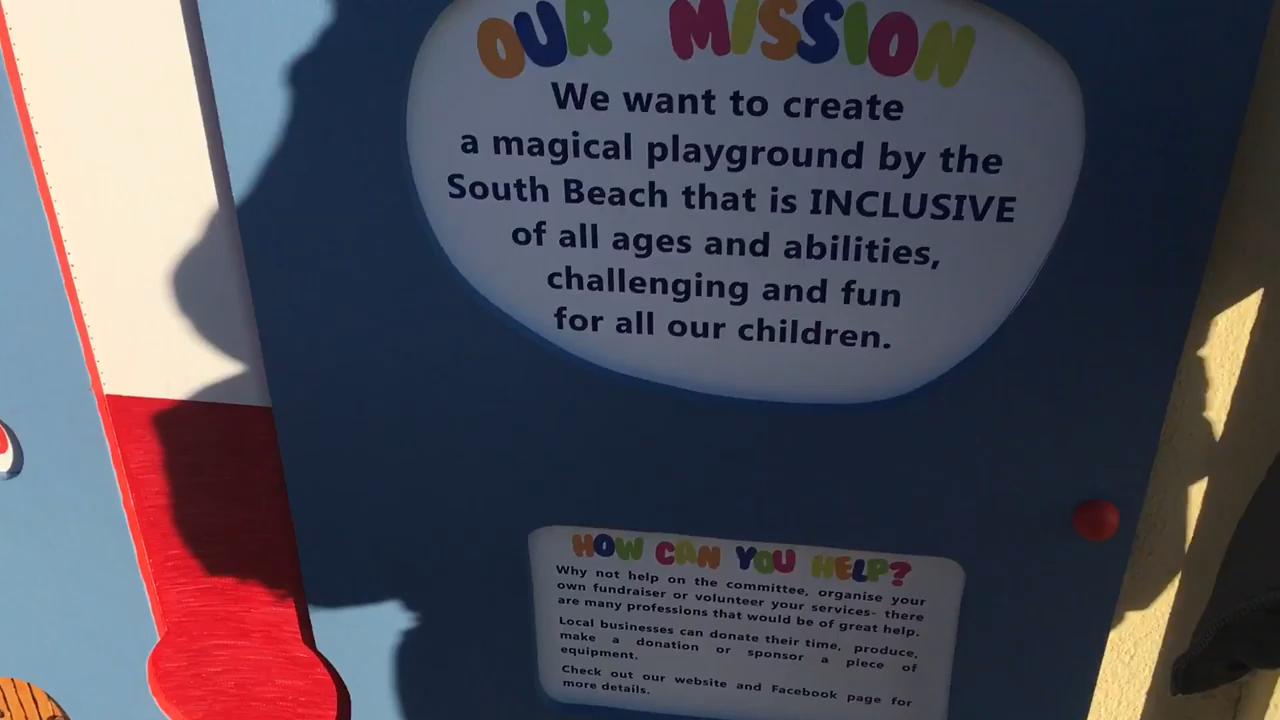 OUR MISSION
We want to create
a magical playground by the
South Beach that is INCLUSIVE
of all ages and abilities,
challenging and fun
for all our children.
HOW CAN YOU HELP?
Why not help on the committee, organise your
own fundraiser or volunteer your services- there
are many professions that would be of great help.
Local businesses can donate their time, produce,
make a donation or sponsor a piece of
equipment.
Check out our website and Facebook page for
more details.